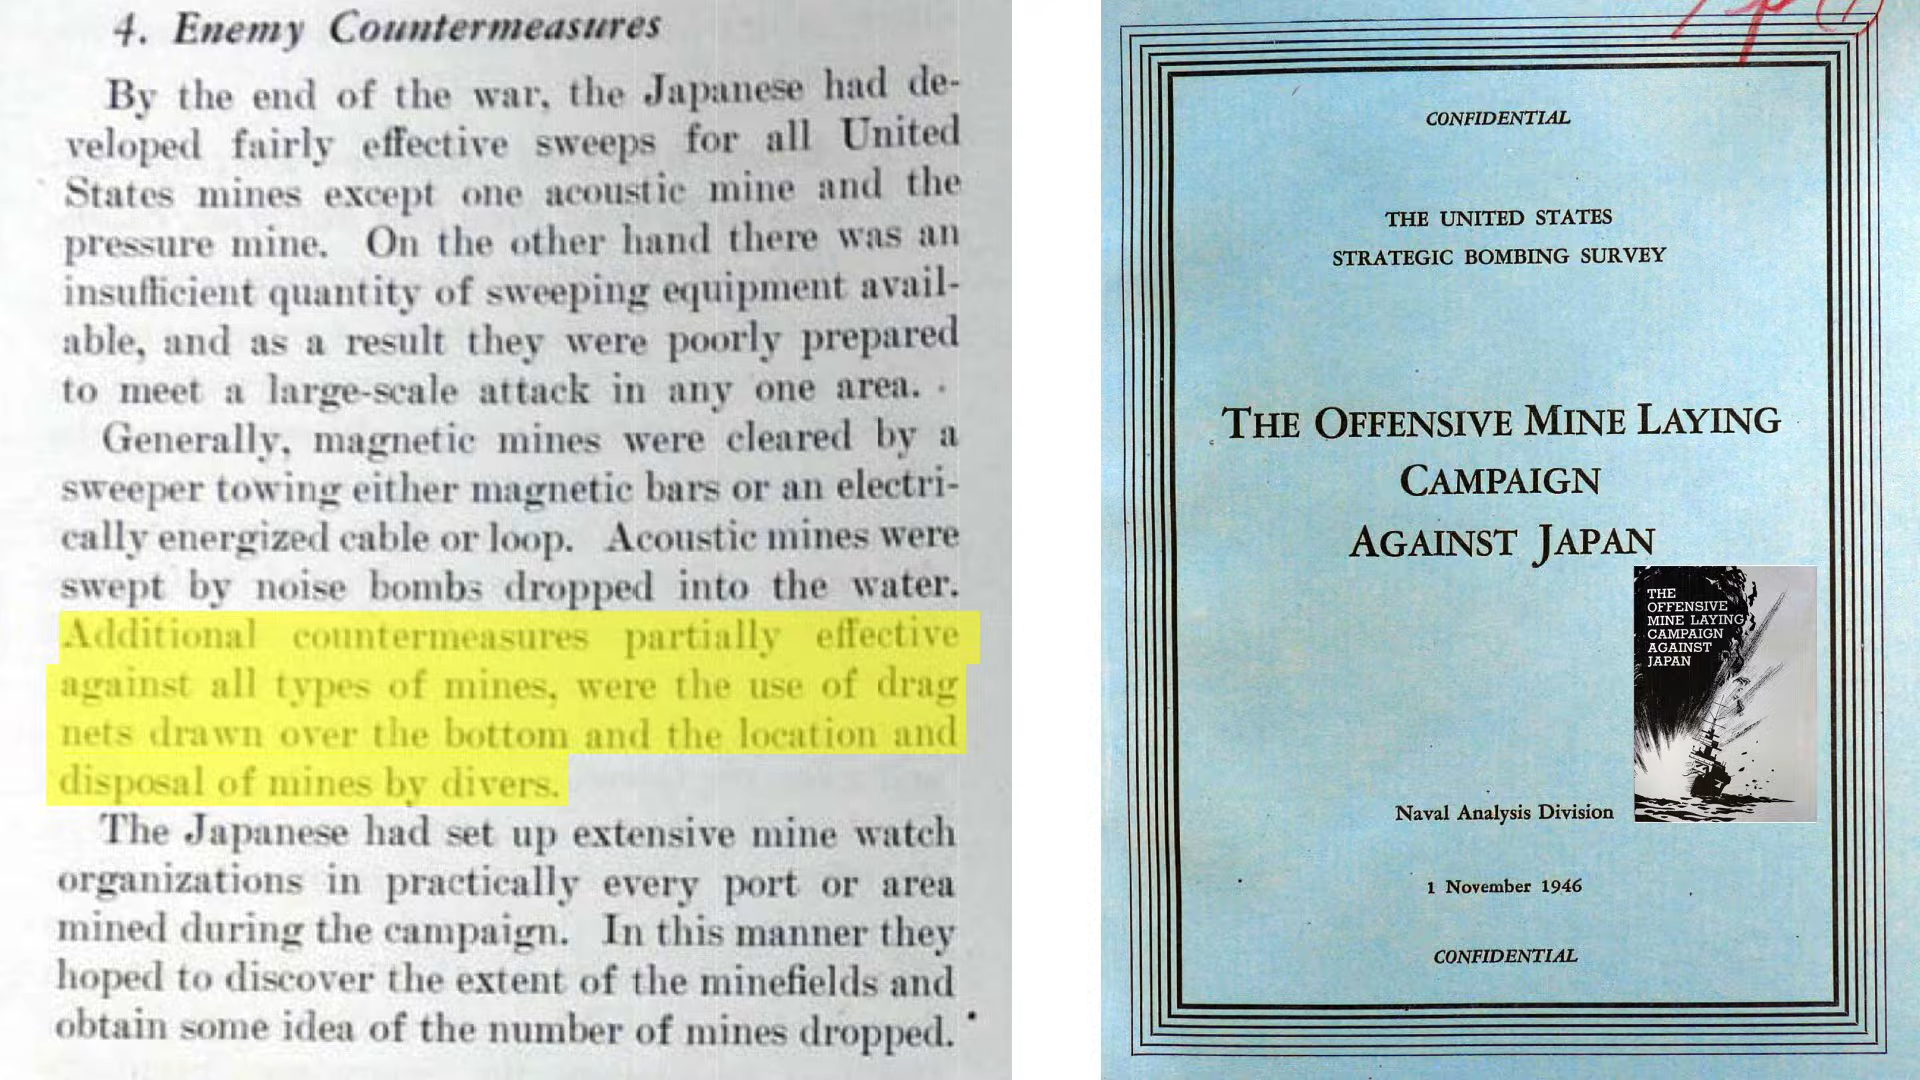 4. Enemy Countermeasures
By the end of the war, the Japanese had de-
veloped fairly effective sweeps for all United
States mines except one acoustic mine and the
pressure mine. On the other hand there was an
insufficient quantity of sweeping equipment avail-
able, and as a result they were poorly prepared
to meet a large-scale attack in any one area.
Generally, magnetic mines were cleared by a
sweeper towing either magnetic bars or an electri-
cally energized cable or loop. Acoustic mines were
swept by noise bombs dropped into the water.
Additional countermeasures partially effective
against all types of mines, were the use of drag
nets drawn over the bottom and the location and
disposal of mines by divers.
The Japanese had set up extensive mine watch
organizations in practically every port or area
mined during the campaign. In this manner they
hoped to discover the extent of the minefields and
obtain some idea of the number of mines dropped.
CONFIDENTIAL
THE UNITED STATES
STRATEGIC BOMBING SURVEY
THE OFFENSIVE MINE LAYING
CAMPAIGN
AGAINST JAPAN
THE
OFFENSIVE
MINE LAYING
CAMPAIGN
AGAINST
JAPAN
Naval Analysis Division
1 November 1946
CONFIDENTIAL